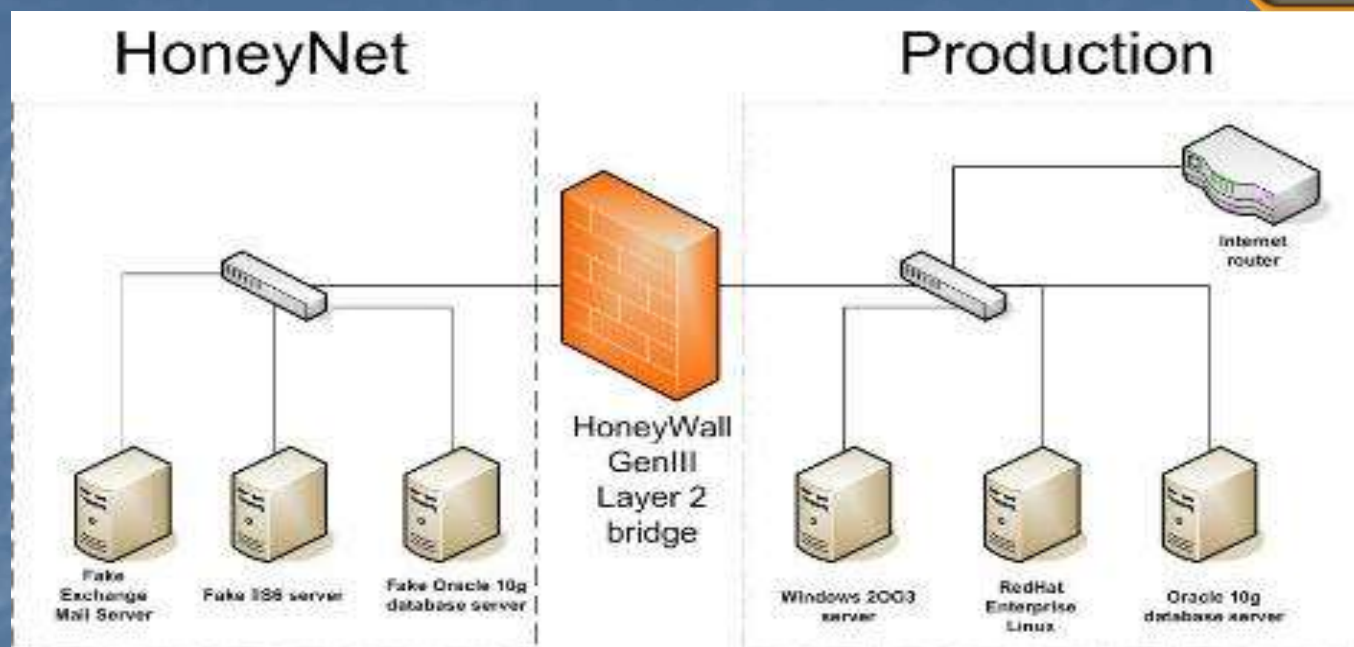 HoneyNet
Production
Internet
router
HoneyWall
GenIII
Layer 2
bridge
Fake
Exchange
Mail Server
Fake IIS6 server
Fake Oracle 10g
database server
Windows 2003
server
RedHat
Enterprise
Linux
Oracle 10g
database server